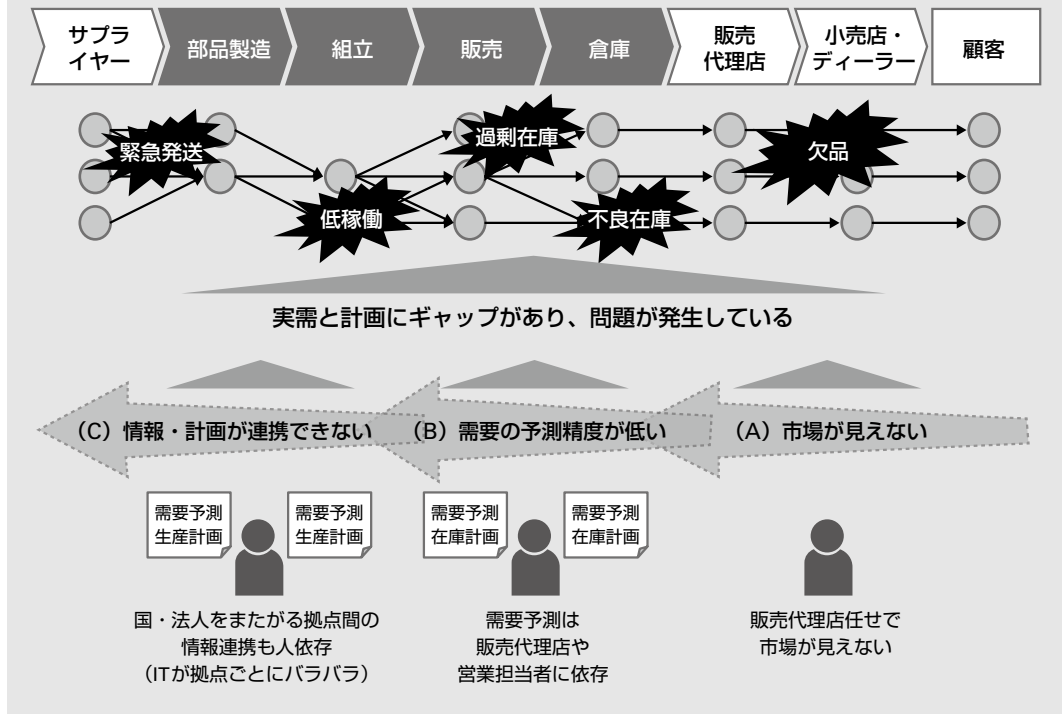 サプラ
イヤー
部品製造
組立
販売
倉庫
販売
代理店
小売店・
ディーラー
顧客
緊急発送
過剰在庫
欠品
低稼働
不良在庫
実需と計画にギャップがあり、問題が発生している
（C）情報・計画が連携できない
（B）需要の予測精度が低い
（A）市場が見えない
需要予測
生産計画
需要予測
生産計画
需要予測
在庫計画
需要予測
在庫計画
国・法人をまたがる拠点間の
情報連携も人依存
（ITが拠点ごとにバラバラ）
需要予測は
販売代理店や
営業担当者に依存
販売代理店任せで
市場が見えない